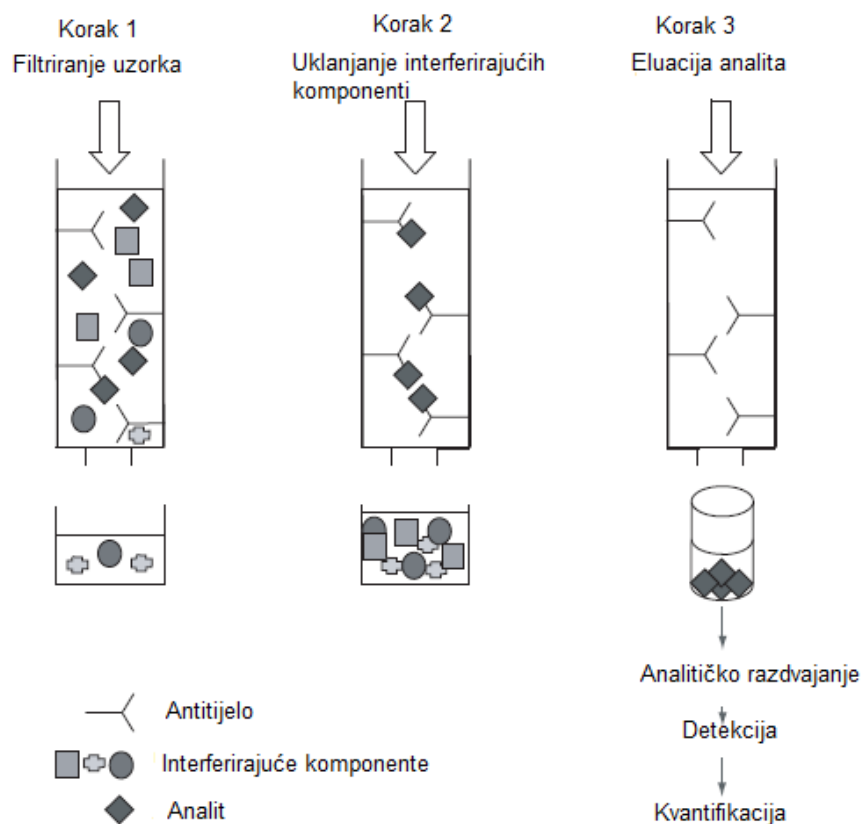 Korak 1
Filtriranje uzorka
Korak 2
Uklanjanje interferirajućih
komponenti
Korak 3
Eluacija analita
Antitijelo
Interferirajuće komponente
Analit
Analitičko razdvajanje
Detekcija
Kvantifikacija